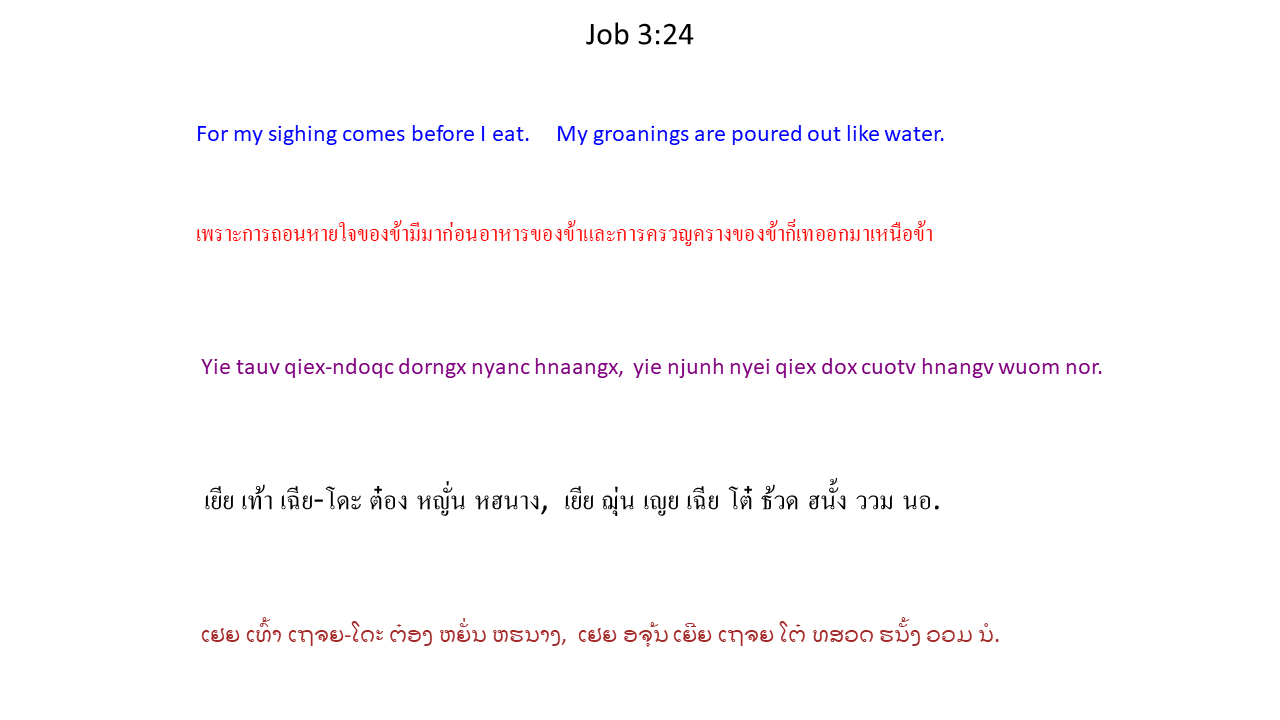 Job 3:24
For my sighing comes before I eat. My groanings are poured out like water.
เพราะการถอนหายใจของข้ามีมาก่อนอาหารของข้าและการครวญครางของข้าก็เทออกมาเหนือข้า
Yie tauv qiex-ndoqc dorngx nyanc hnaangx, yie njunh nyei qiex dox cuotv hnangv wuom nor.
เยีย เท้า เฉีย-โดะ ต๋อง หญั่น หฮนาง, เยีย ฌุ่น เญย เฉีย โต๋ ธ้วด ฮนั้ง ววม นอ.
ເຢຍ ເທົ້າ ເຖຈຍ-ໂດະ ຕ໋ອງ ຫຍັ່ນ ຫຮນາງ, ເຢຍ ອຈຸ້ນ ເຍີຍ ເຖຈຍ ໂຕ໋ ທສວດ ຮນັ້ງ ວວມ ນໍ.